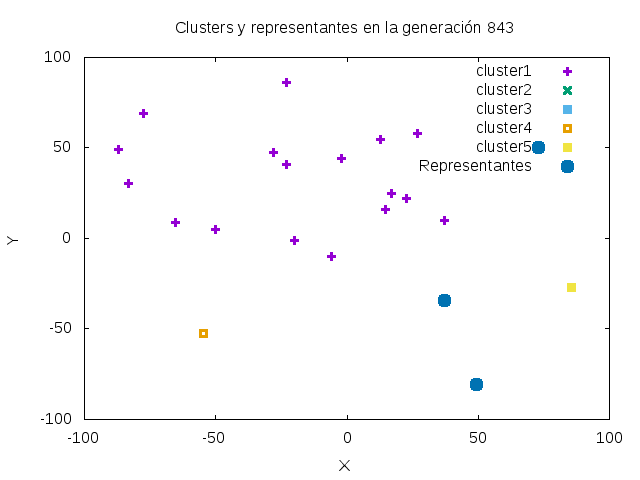 Clusters y representantes en la generación 843
100
50
0
-50
-100
-100
-50
0
50
100
X
Y
cluster1
cluster2
cluster3
cluster4
cluster5
Representantes